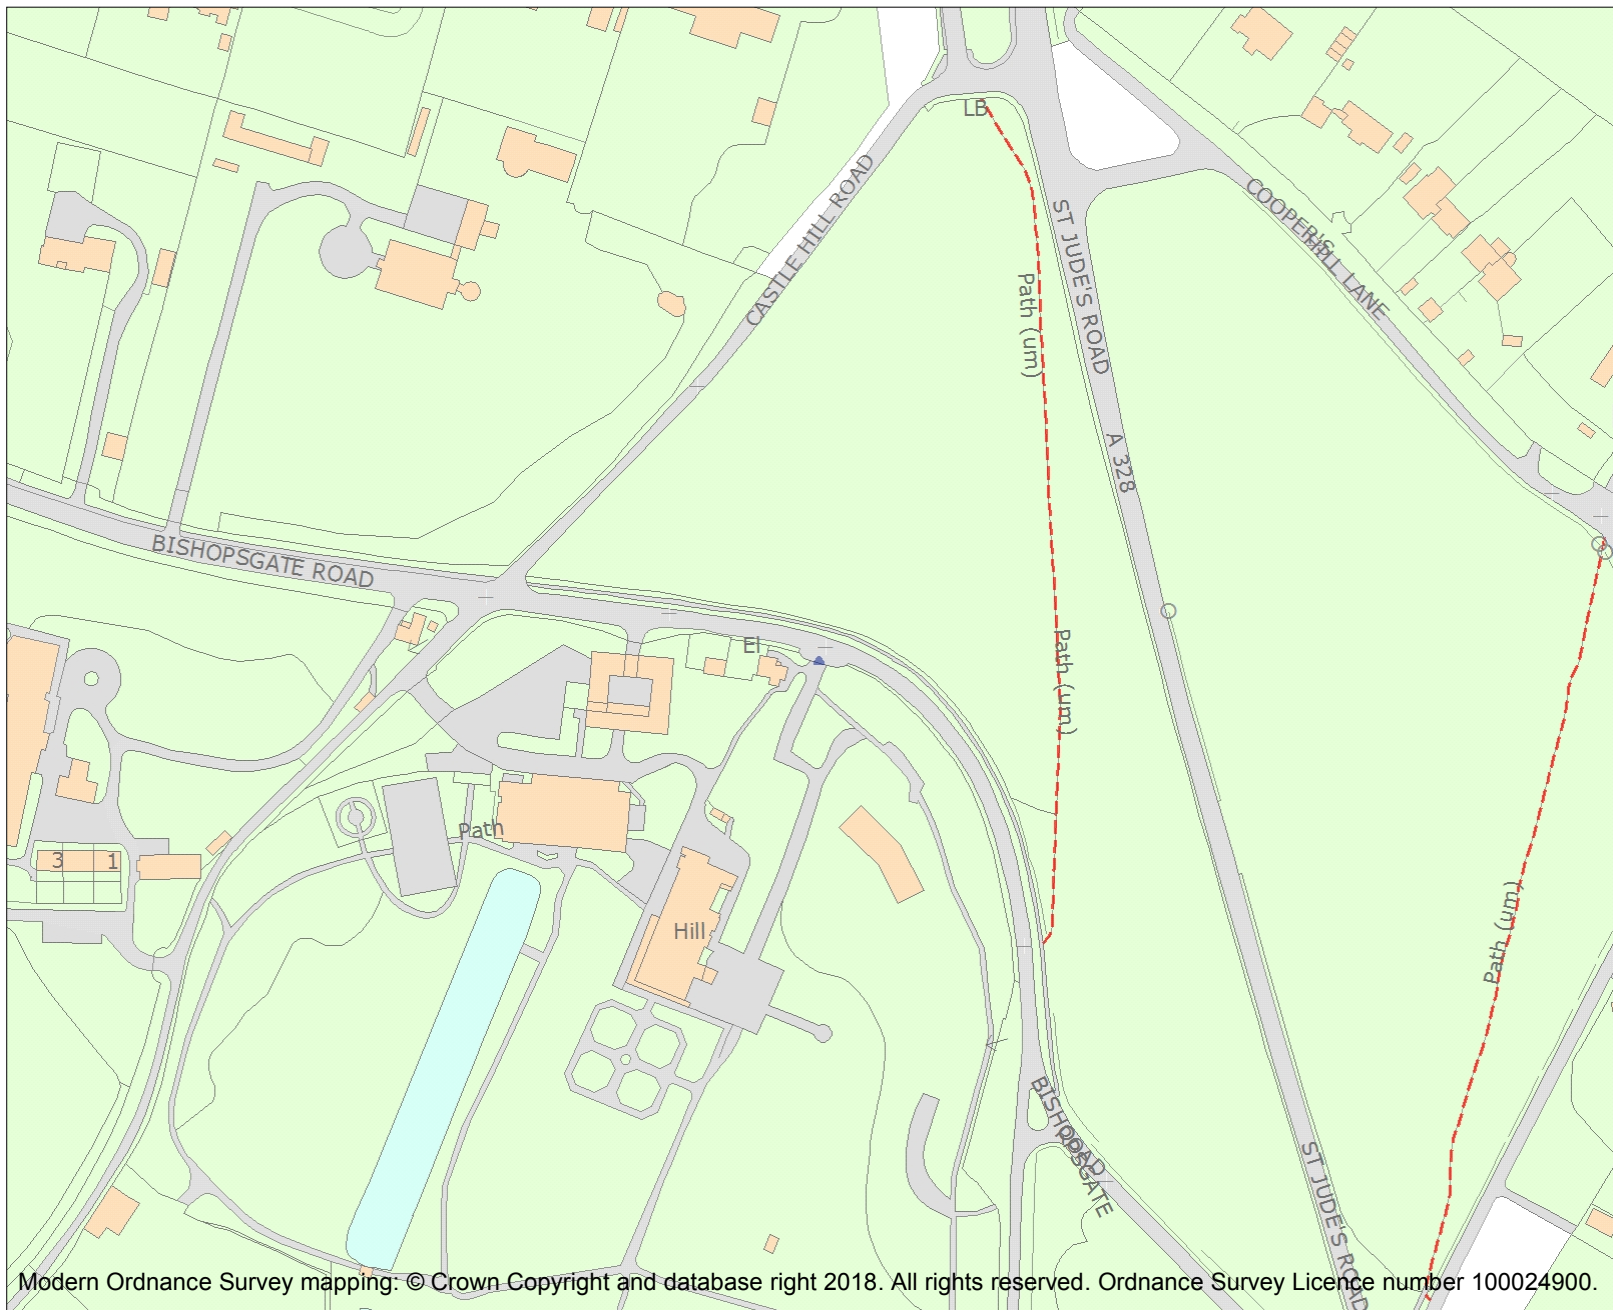 LB
CASTLE HILL ROAD
ST JUDE'S ROAD
COOPER'S
HILL LANE
Path (um)
A 328
BISHOPSGATE ROAD
El
Path (um)
Path
3
1
Hill
Path (um)
BISHOPSGATE
ROAD
ST JUDE'S ROAD
Modern Ordnance Survey mapping: © Crown Copyright and database right 2018. All rights reserved. Ordnance Survey Licence number 100024900.